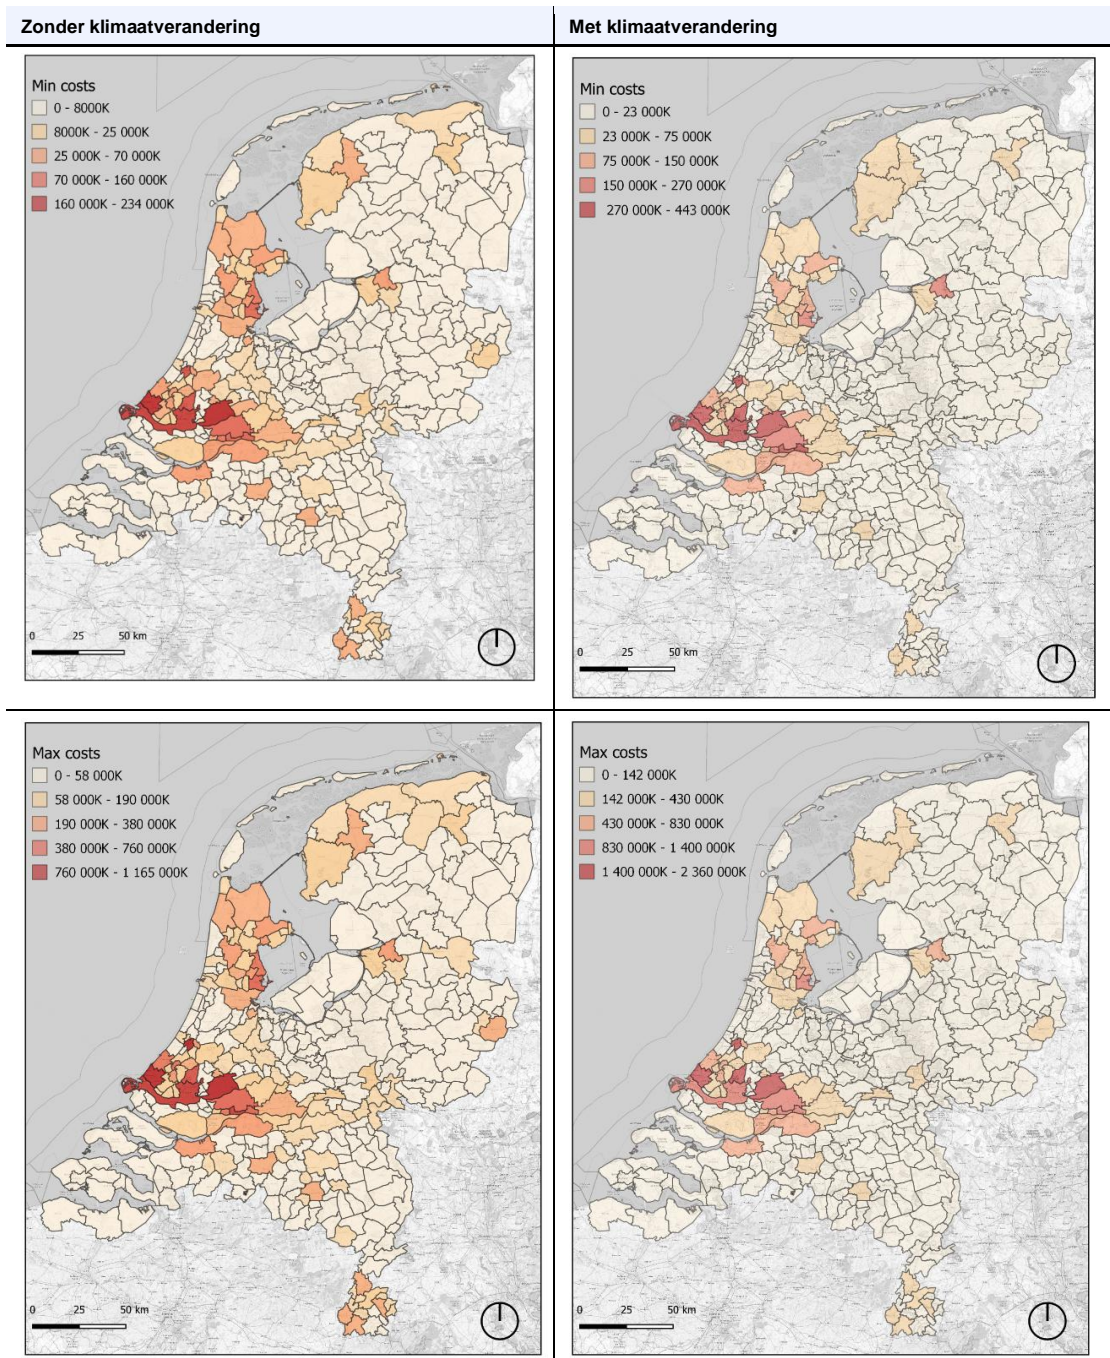 Zonder klimaatverandering
Met klimaatverandering
Min costs
0 - 8000K
8000K - 25 000K
25 000K - 70 000K
70 000K - 160 000K
160 000K - 234 000K
0 25 50 km
Min costs
0 - 23 000K
23 000K - 75 000K
75 000K - 150 000K
150 000K - 270 000K
270 000K - 443 000K
0 25 50 km
Max costs
0 - 58 000K
58 000K - 190 000K
190 000K - 380 000K
380 000K - 760 000K
760 000K - 1 165 000K
0 25 50 km
Max costs
0 - 142 000K
142 000K - 430 000K
430 000K - 830 000K
830 000K - 1 400 000K
1 400 000K - 2 360 000K
0 25 50 km